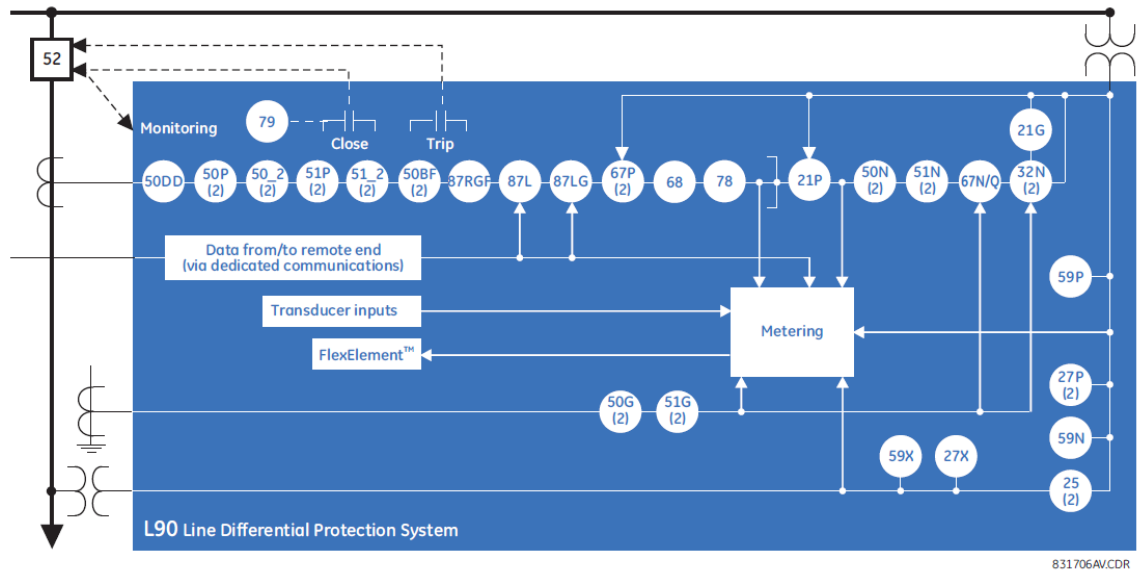 52
Monitoring
79
Close
Trip
21G
50DD
50P
(2)
50_2
(2)
51P
(2)
51_2
(2)
50BF
(2)
87RGF
87L
87LG
67P
(2)
68
78
21P
50N
(2)
51N
(2)
67N/Q
32N
(2)
Data from/to remote end
(via dedicated communications)
59P
Transducer inputs
Metering
FlexElement™
27P
(2)
50G
(2)
51G
(2)
59N
59X
27X
25
(2)
L90 Line Differential Protection System
831706AV.CDR